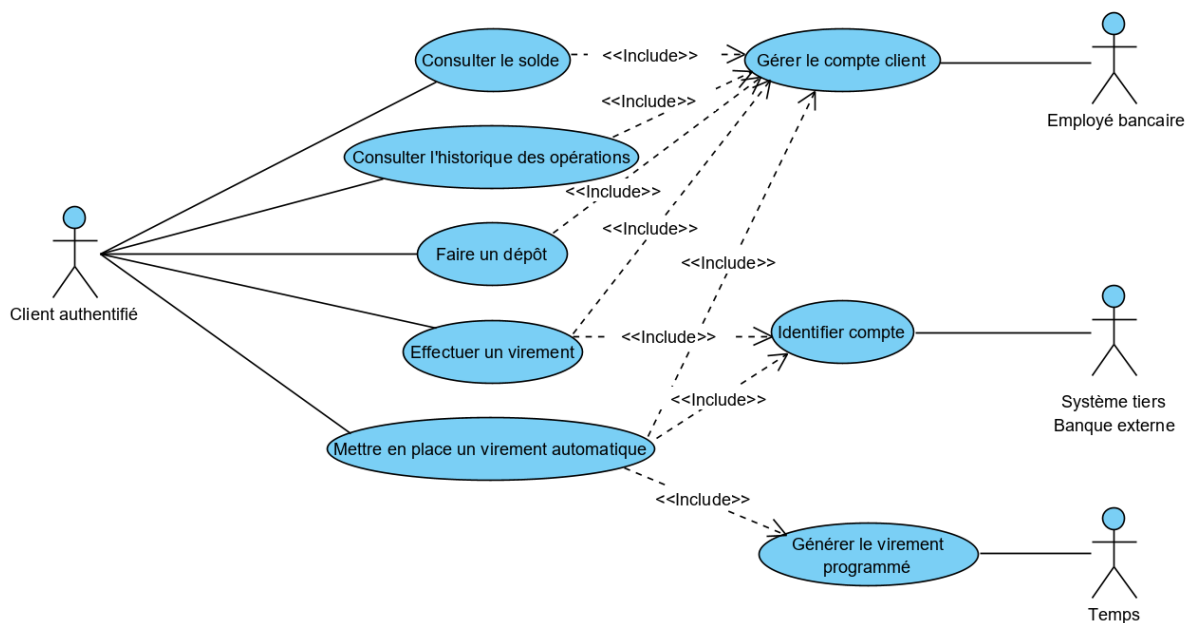 Consulter le solde
<<Include>>
Gérer le compte client
Employé bancaire
<<Include>>
Consulter l'historique des opérations
<<Include>>
<<Include>>
Faire un dépôt
<<Include>>
Client authentifié
Effectuer un virement
<<Include>>
Identifier compte
Système tiers
Banque externe
<<Include>>
Mettre en place un virement automatique
<<Include>>
Générer le virement
programmé
Temps